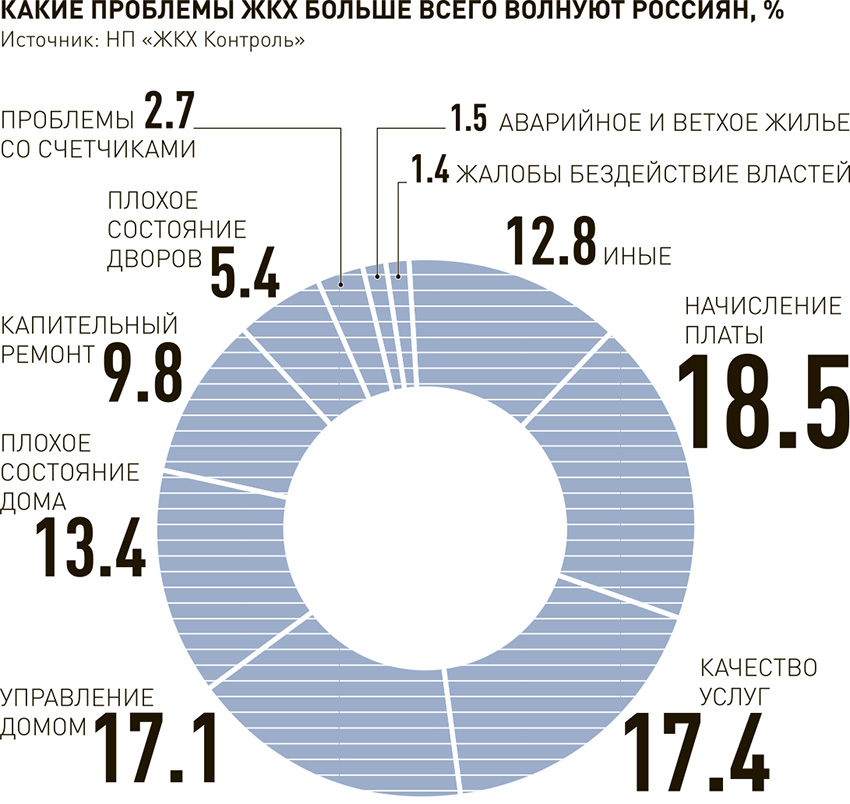 КАКИЕ ПРОБЛЕМЫ ЖКХ БОЛЬШЕ ВСЕГО ВОЛНУЮТ РОССИЯН, %
Источник: НП «ЖКХ Контроль»
ПРОБЛЕМЫ 2.7
СО СЧЕТЧИКАМИ
1.5 АВАРИЙНОЕ И ВЕТХОЕ ЖИЛЬЕ
1.4 ЖАЛОБЫ БЕЗДЕЙСТВИЕ ВЛАСТЕЙ
ПЛОХОЕ
СОСТОЯНИЕ
ДВОРОВ 5.4
12.8 ИНЫЕ
НАЧИСЛЕНИЕ
ПЛАТЫ
18.5
КАПИТЕЛЬНЫЙ
РЕМОНТ 9.8
ПЛОХОЕ
СОСТОЯНИЕ
ДОМА
13.4
УПРАВЛЕНИЕ
ДОМОМ 17.1
КАЧЕСТВО
УСЛУГ
17.4